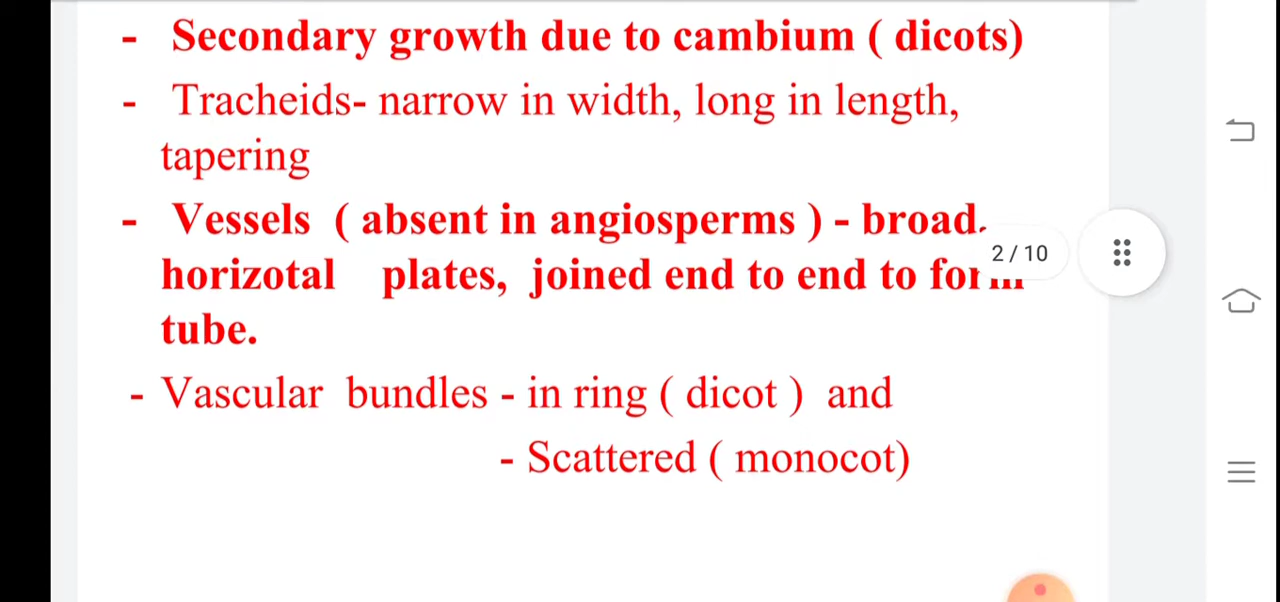 - Secondary growth due to cambium ( dicots)
- Tracheids- narrow in width, long in length,
tapering
- Vessels ( absent in angiosperms ) - broad.
2 / 10
horizotal plates, joined end to end to form
tube.
- Vascular bundles - in ring ( dicot ) and
- Scattered ( monocot)